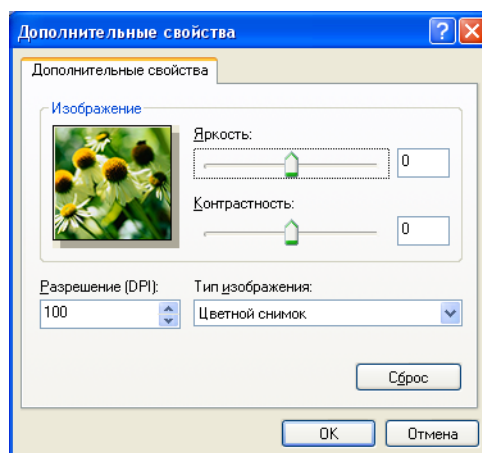 Дополнительные свойства
Дополнительные свойства
Изображение
Яркость:
0
Контрастность:
0
Разрешение (DPI):
100
Тип изображения:
Цветной снимок
Сброс
OK
Отмена